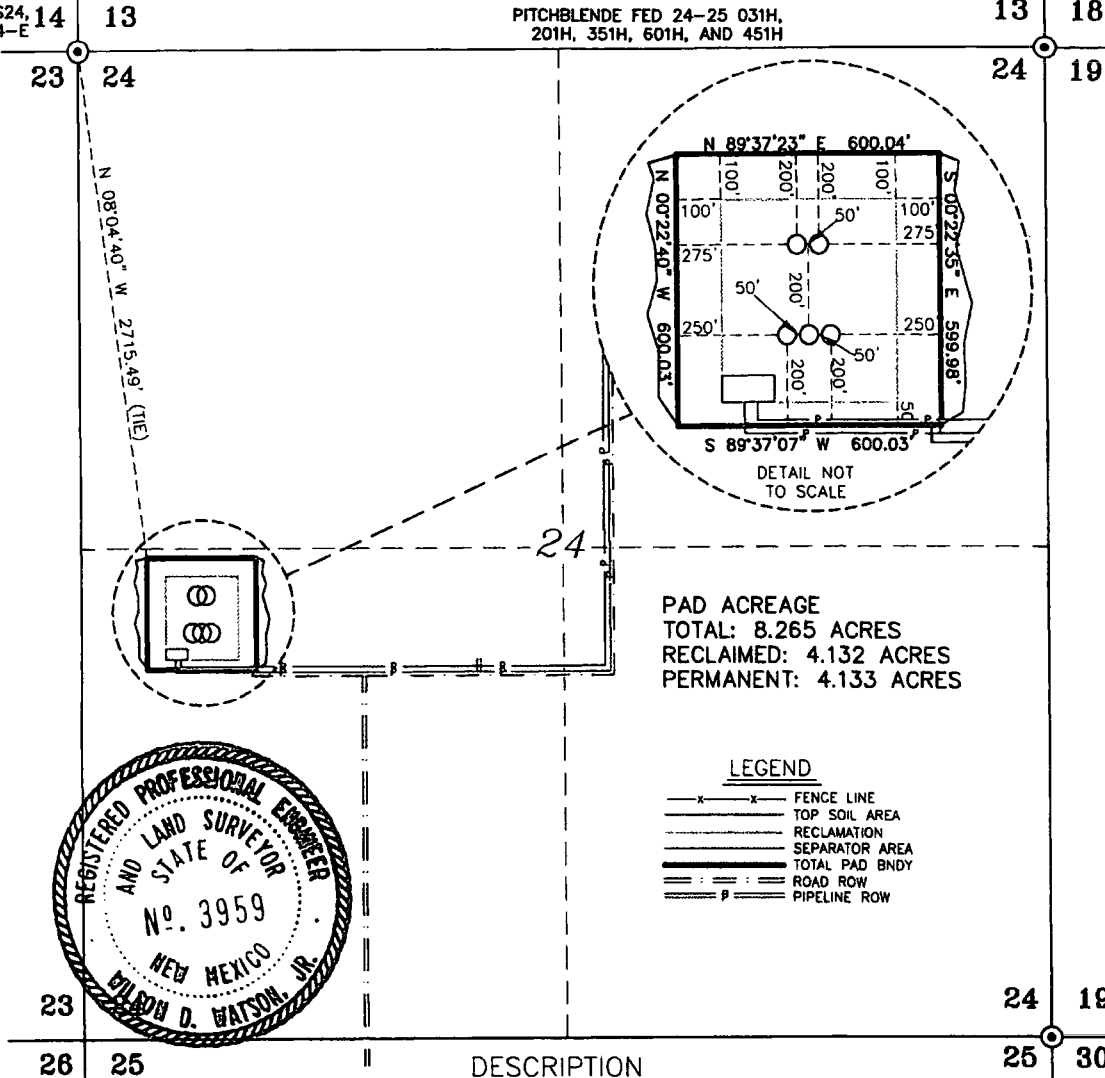 S24,
4-E
14 13
PITCHBLENDE FED 24-25 031H,
201H, 351H, 601H, AND 451H
13 18
23 24
24 19
N 08°04'40" W 2715.49' (TIE)
N 89°37'23" E 600.04'
N 00°22'40" W 600.03'
S 00°22'35" E 599.98'
100' 200' 200' 100'
100' 50' 100'
275' 275'
50' 200'
250' 250'
50'
200' 200'
50
P P
P P
S 89°37'07" W 600.03'
DETAIL NOT
TO SCALE
24
PAD ACREAGE
TOTAL: 8.265 ACRES
RECLAIMED: 4.132 ACRES
PERMANENT: 4.133 ACRES
LEGEND
x x FENCE LINE
TOP SOIL AREA
RECLAMATION
SEPARATOR AREA
TOTAL PAD BNDY
ROAD ROW
P PIPELINE ROW
REGISTERED PROFESSIONAL ENGINEER
AND LAND SURVEYOR
STATE OF
No. 3959
NEW MEXICO
D. WATSON, JR.
23
24 19
26 25
25 30
DESCRIPTION